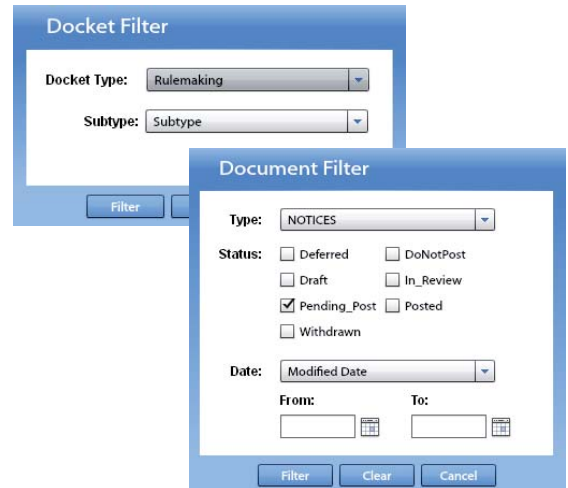 Docket Filter
Docket Type: Rulemaking
Subtype: Subtype
Filter
Document Filter
Type: NOTICES
Status: Deferred DoNotPost
Draft In_Review
Pending_Post Posted
Withdrawn
Date: Modified Date
From: To:
Filter Clear Cancel